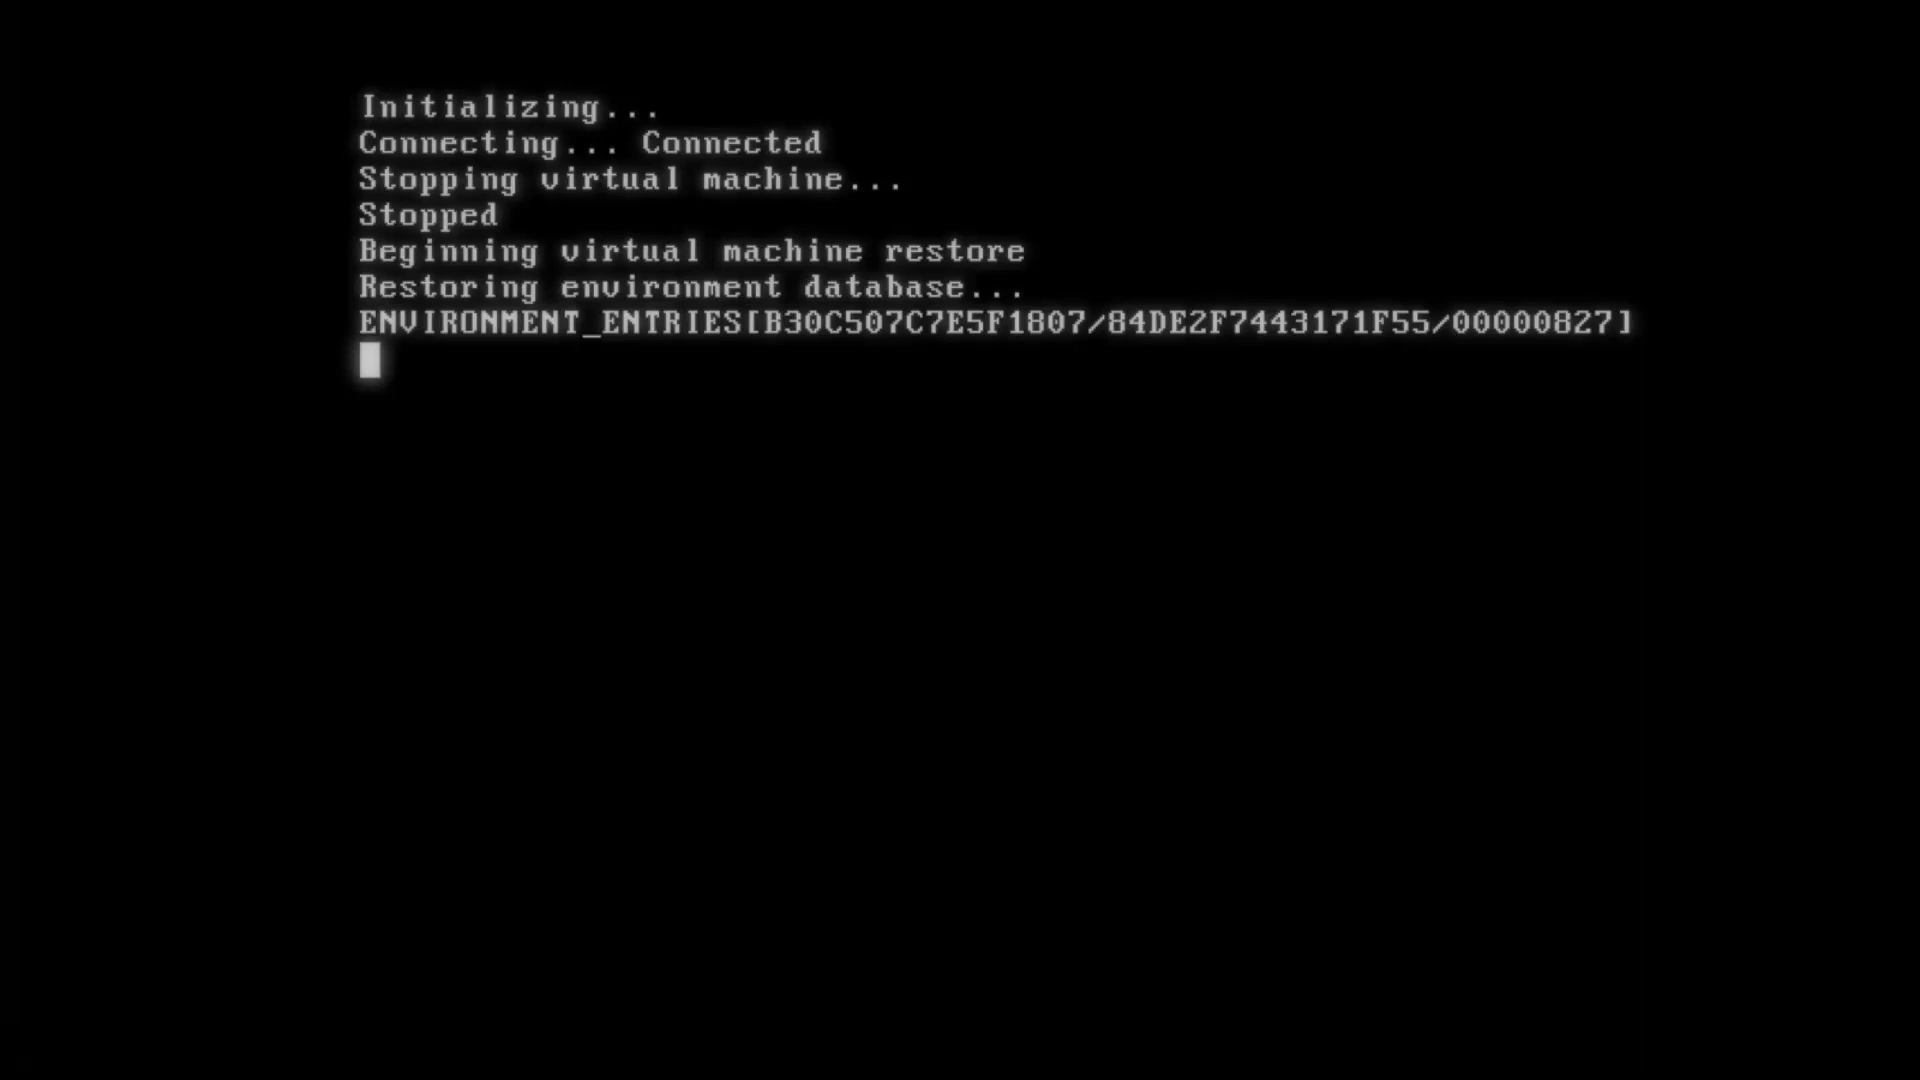 Initializing...
Connecting... Connected
Stopping virtual machine...
Stopped
Beginning virtual machine restore
Restoring environment database...
ENVIRONMENT_ENTRIES[B30C507C7E5F1807/84DE2F7443171F55/00000827]